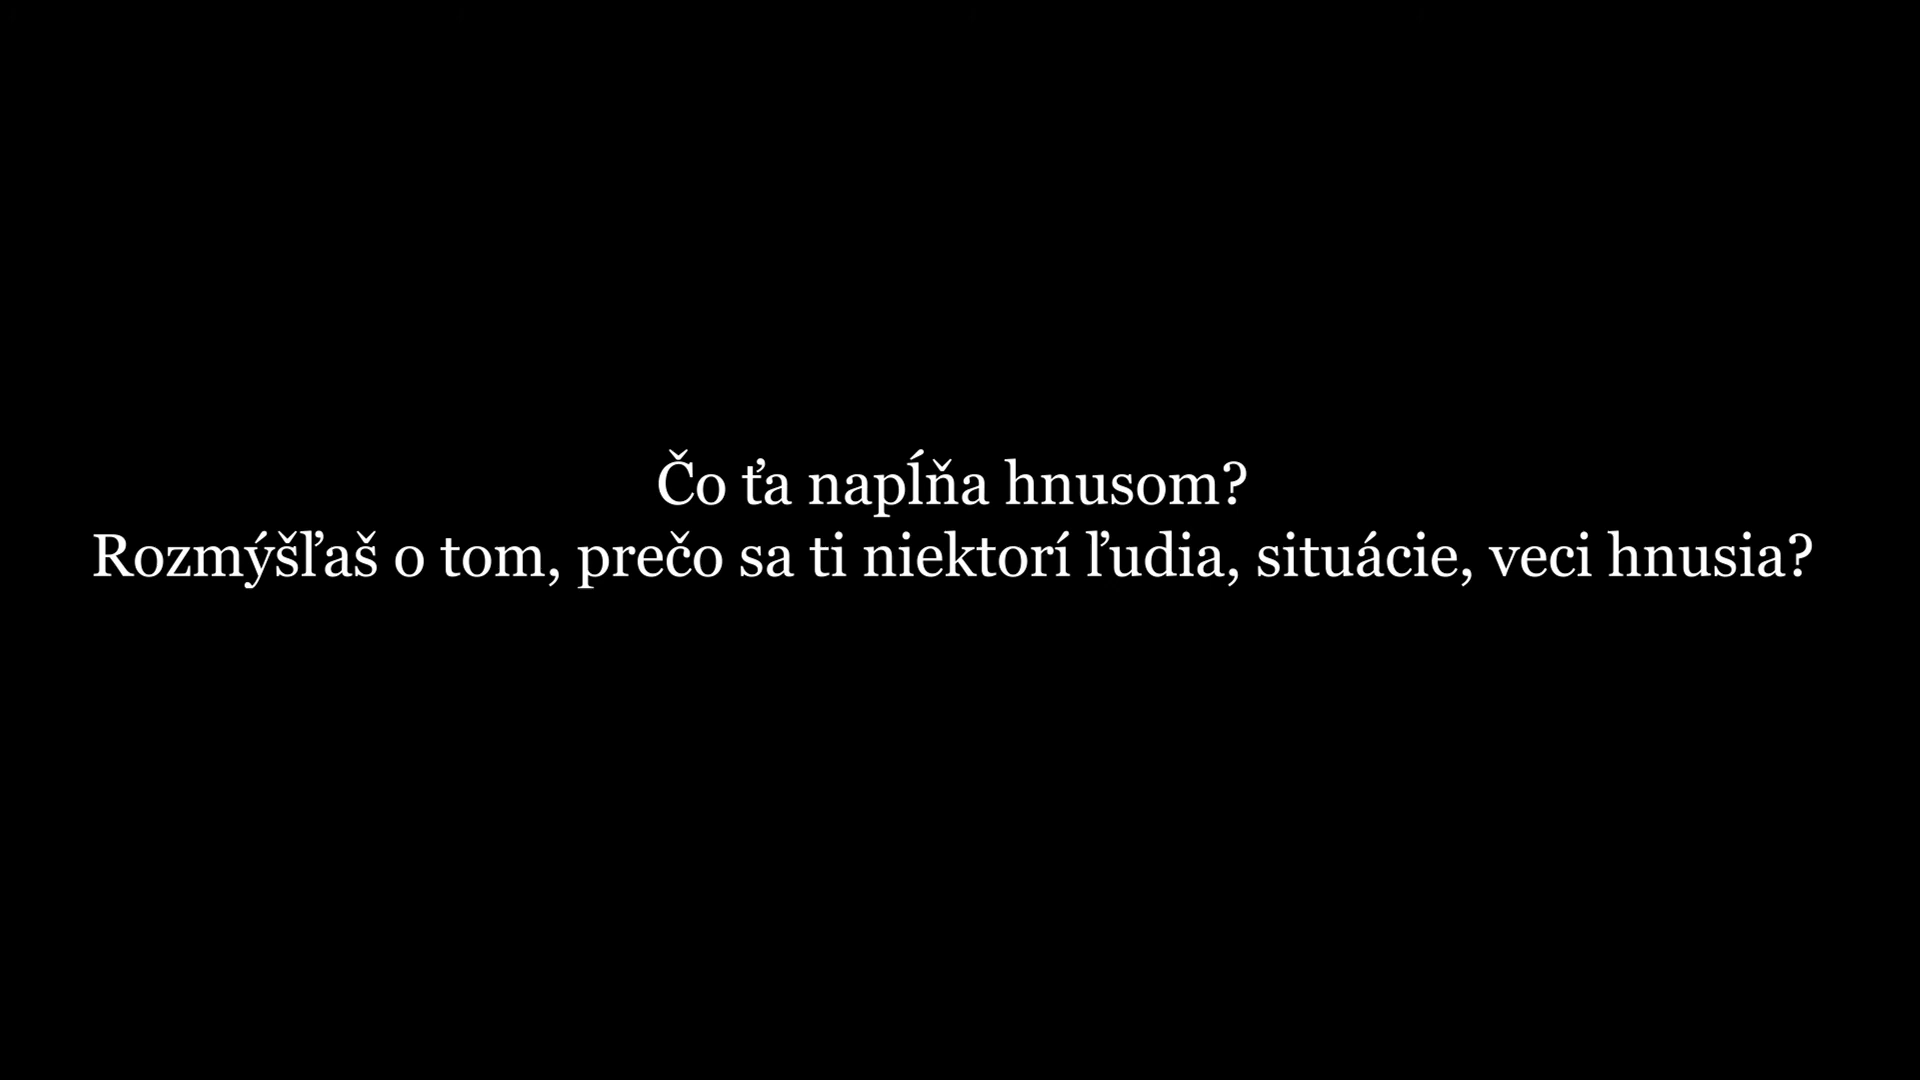 Čo ťa napĺňa hnusom?
Rozmýšľaš o tom, prečo sa ti niektorí ľudia, situácie, veci hnusia?